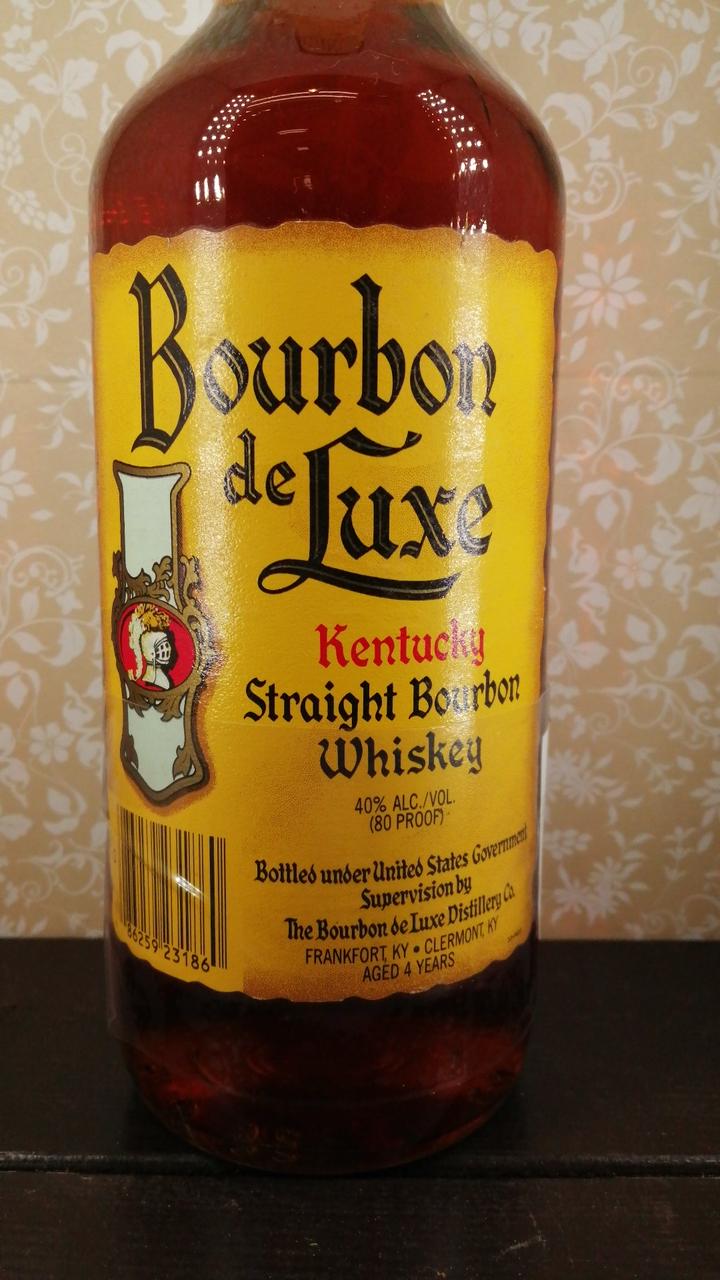 Bourbon
de Luxe
Kentucky
Straight Bourbon
Whiskey
40% ALC./VOL.
(80 PROOF)
Bottled under United States Government
Supervision by
The Bourbon de Luxe Distillery Co.
FRANKFORT, KY • CLERMONT, KY
AGED 4 YEARS
86259 23186